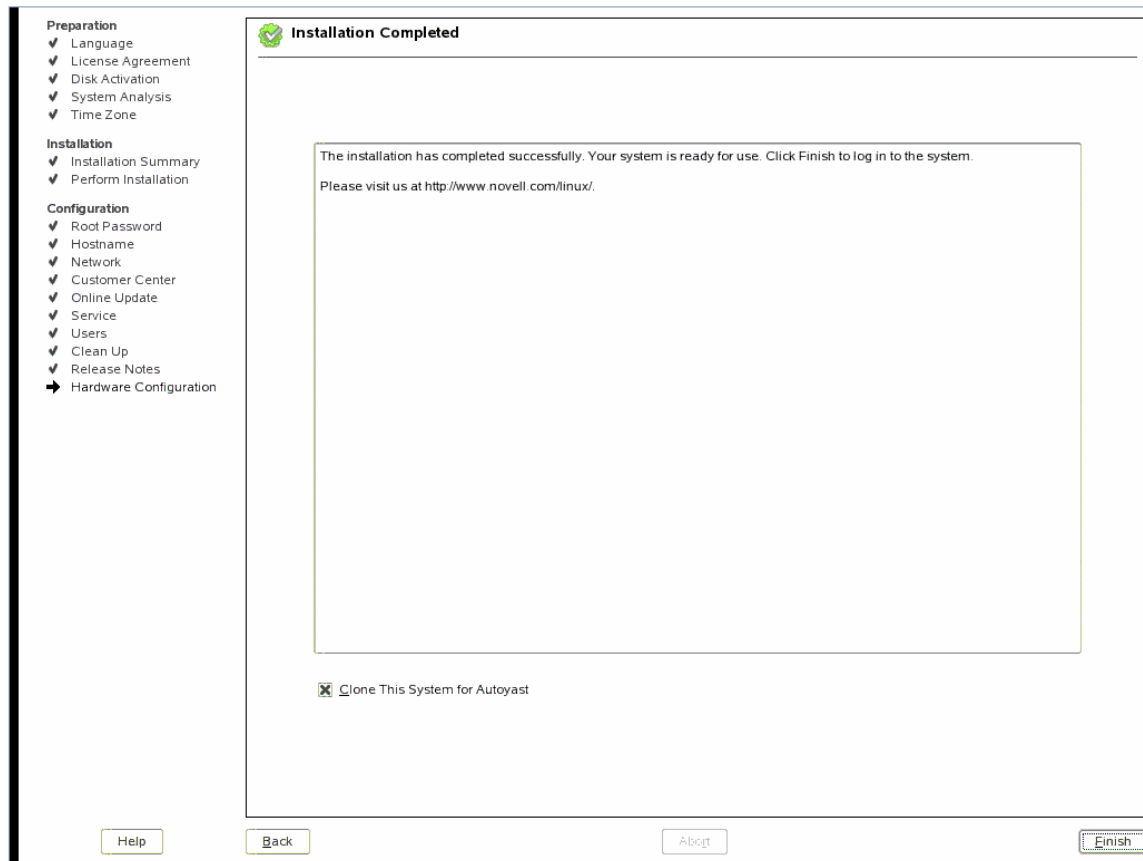 Preparation
Language
License Agreement
Disk Activation
System Analysis
Time Zone
Installation
Installation Summary
Perform Installation
Configuration
Root Password
Hostname
Network
Customer Center
Online Update
Service
Users
Clean Up
Release Notes
Hardware Configuration
Installation Completed
The installation has completed successfully. Your system is ready for use. Click Finish to log in to the system.
Please visit us at http://www.novell.com/linux/.
Clone This System for Autoyast
Help
Back
Abort
Finish